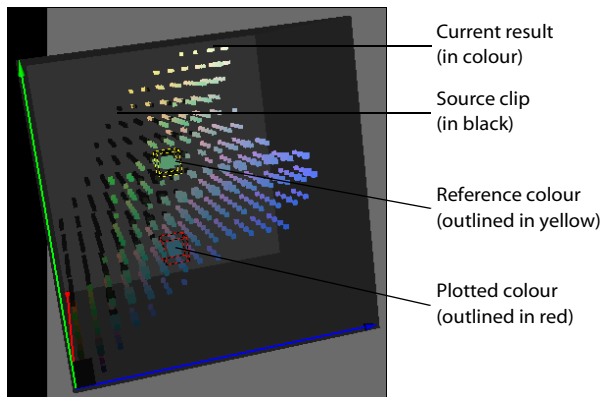 Current result
(in colour)
Source clip
(in black)
Reference colour
(outlined in yellow)
Plotted colour
(outlined in red)